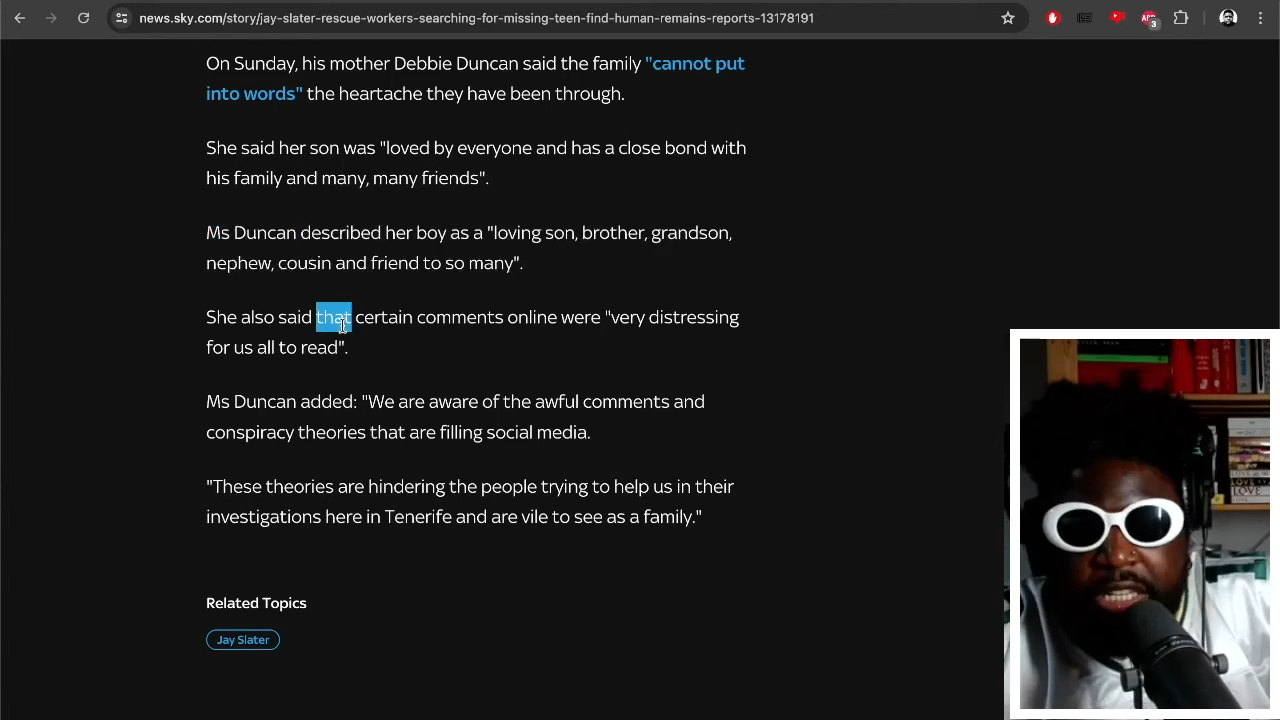 news.sky.com/story/jay-slater-rescue-workers-searching-for-missing-teen-find-human-remains-reports-13178191
3
On Sunday, his mother Debbie Duncan said the family "cannot put
into words" the heartache they have been through.
She said her son was "loved by everyone and has a close bond with
his family and many, many friends".
Ms Duncan described her boy as a "loving son, brother, grandson,
nephew, cousin and friend to so many".
She also said that certain comments online were "very distressing
for us all to read".
Ms Duncan added: "We are aware of the awful comments and
conspiracy theories that are filling social media.
"These theories are hindering the people trying to help us in their
investigations here in Tenerife and are vile to see as a family."
Related Topics
Jay Slater
LOVE
LOVE